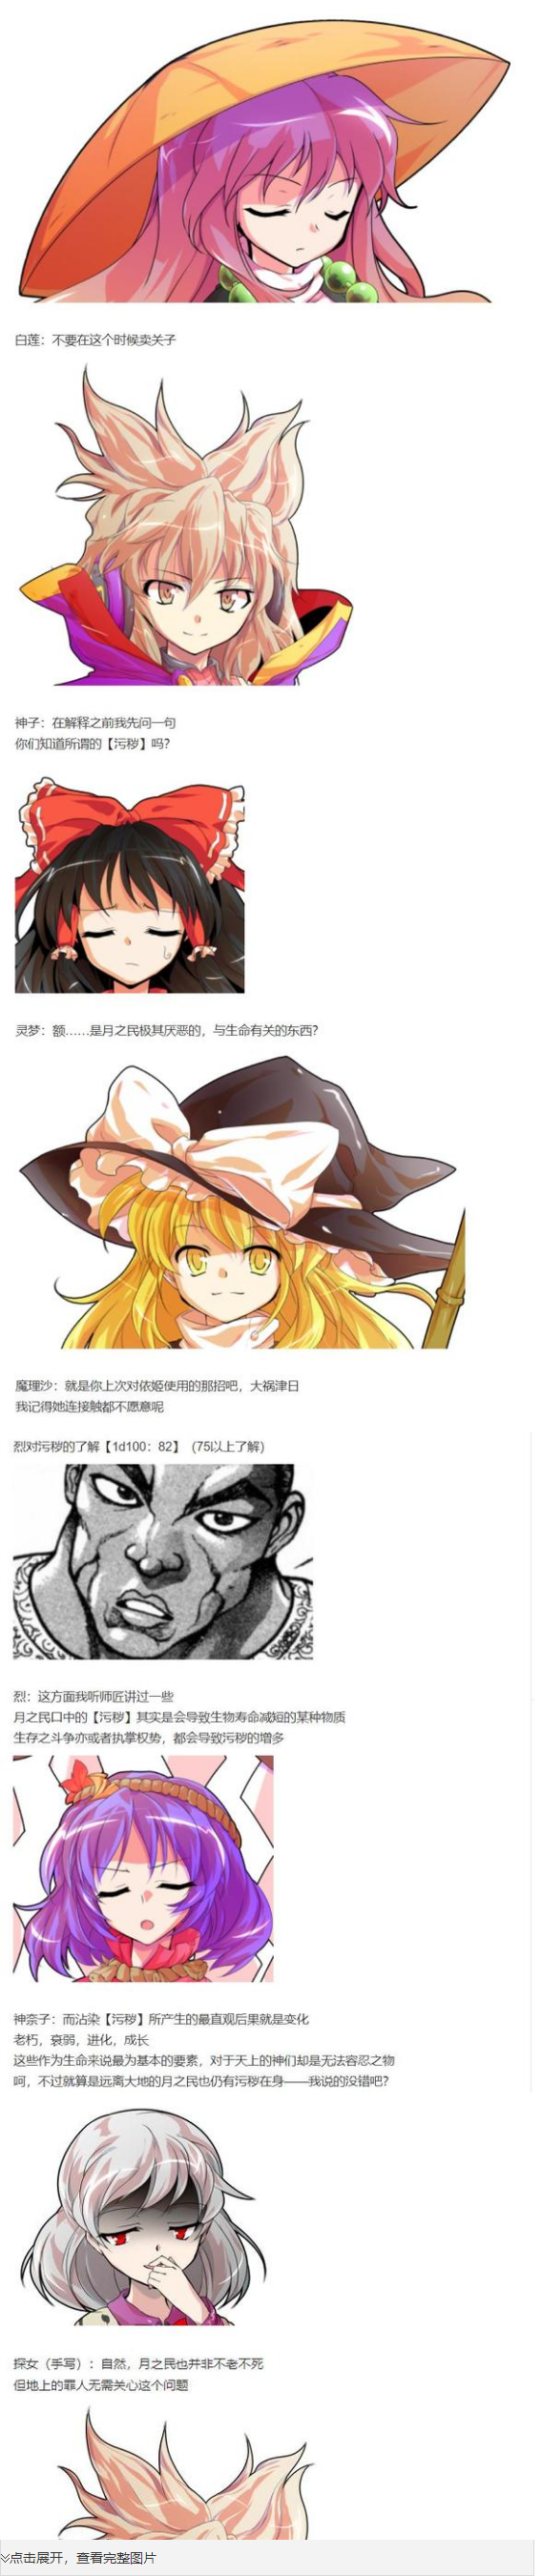 白莲：不要在这个时候卖关子
神子：在解释之前我先问一句
你们知道所谓的【污秽】吗？
灵梦：额……是月之民极其厌恶的，与生命有关的东西？
魔理沙：就是你上次对依姬使用的那招吧，大祸津日
我记得她连接触都不愿意呢
烈对污秽的了解【1d100：82】（75以上了解）
烈：这方面我听师匠讲过一些
月之民口中的【污秽】其实是会导致生物寿命减短的某种物质
生存之斗争亦或者执掌权势，都会导致污秽的增多
神奈子：而沾染【污秽】所产生的最直观后果就是变化
老朽，衰弱，进化，成长
这些作为生命来说最为基本的要素，对于天上的神们却是无法容忍之物
呵，不过就算是远离大地的月之民也仍有污秽在身——我说的没错吧？
探女（手写）：自然，月之民也并非不老不死
但地上的罪人无需关心这个问题
点击展开，查看完整图片